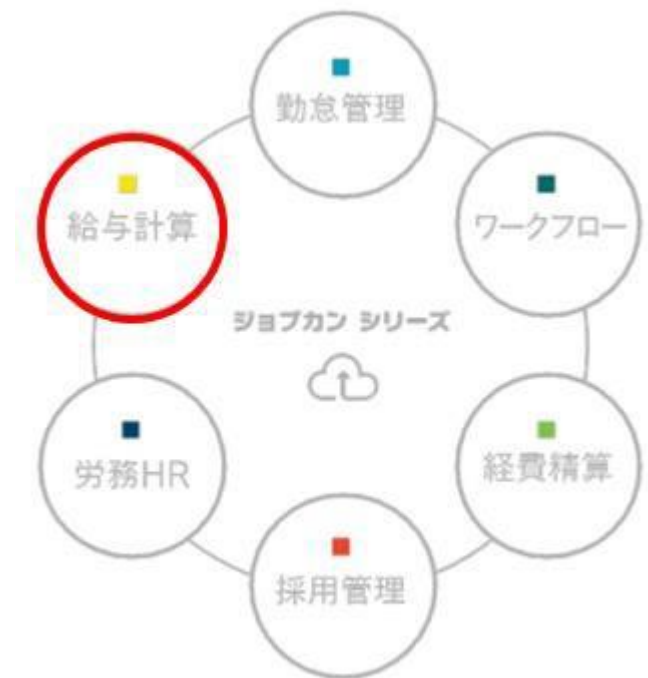 勤怠管理
給与計算
ワークフロー
ジョブカン シリーズ
労務HR
経費精算
採用管理